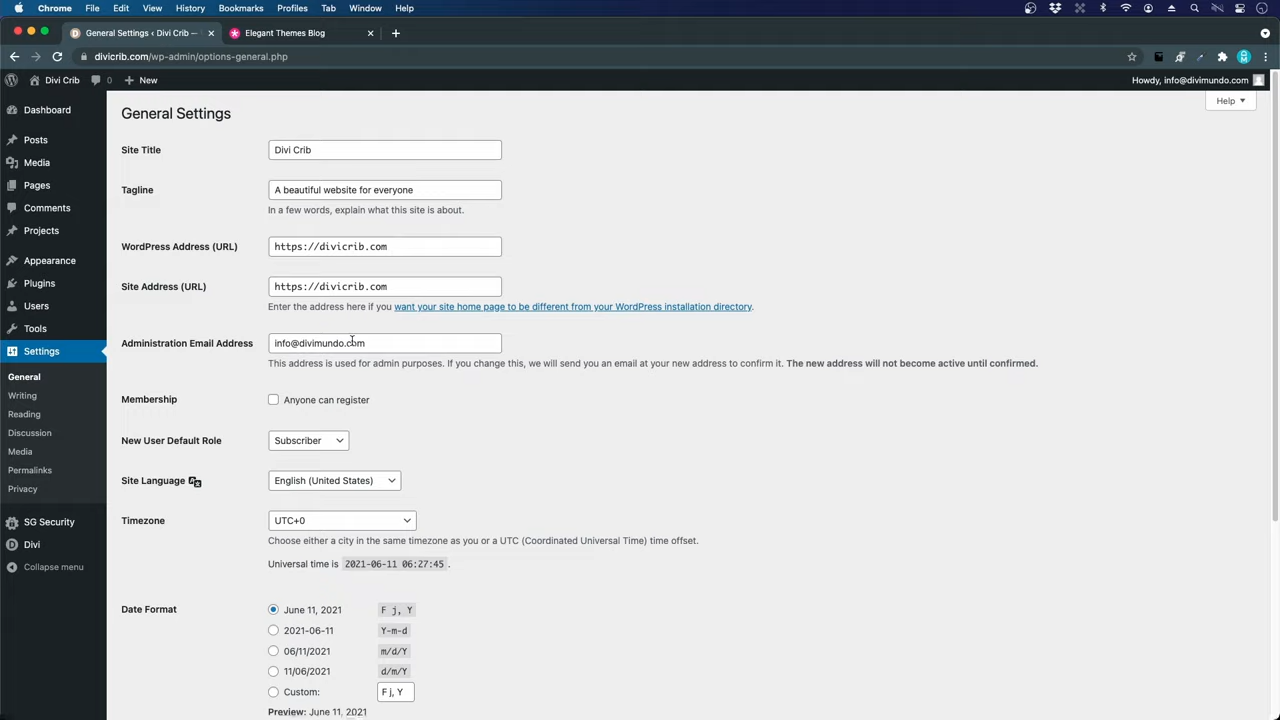 Chrome File Edit View History Bookmarks Profiles Tab Window Help
General Settings ‹ Divi Crib — Elegant Themes Blog
divicrib.com/wp-admin/options-general.php
Divi Crib 0 New Howdy, info@divimundo.com
Help
Dashboard
Posts
Media
Pages
Comments
Projects
Appearance
Plugins
Users
Tools
Settings
General
Writing
Reading
Discussion
Media
Permalinks
Privacy
SG Security
Divi
Collapse menu
General Settings
Site Title Divi Crib
Tagline A beautiful website for everyone
In a few words, explain what this site is about.
WordPress Address (URL) https://divicrib.com
Site Address (URL) https://divicrib.com
Enter the address here if you want your site home page to be different from your WordPress installation directory.
Administration Email Address info@divimundo.com
This address is used for admin purposes. If you change this, we will send you an email at your new address to confirm it. The new address will not become active until confirmed.
Membership Anyone can register
New User Default Role Subscriber
Site Language English (United States)
Timezone UTC+0
Choose either a city in the same timezone as you or a UTC (Coordinated Universal Time) time offset.
Universal time is 2021-06-11 06:27:45 .
Date Format June 11, 2021 F j, Y
2021-06-11 Y-m-d
06/11/2021 m/d/Y
11/06/2021 d/m/Y
Custom: F j, Y
Preview: June 11, 2021